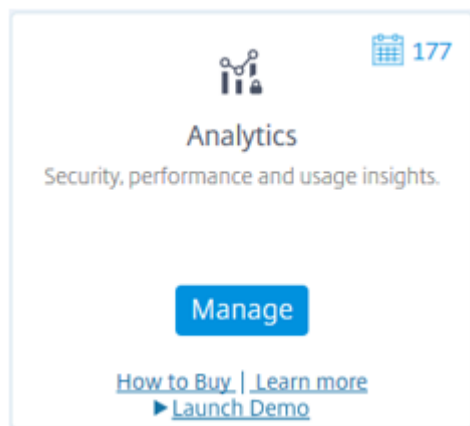 177
Analytics
Security, performance and usage insights.
Manage
How to Buy | Learn more
Launch Demo